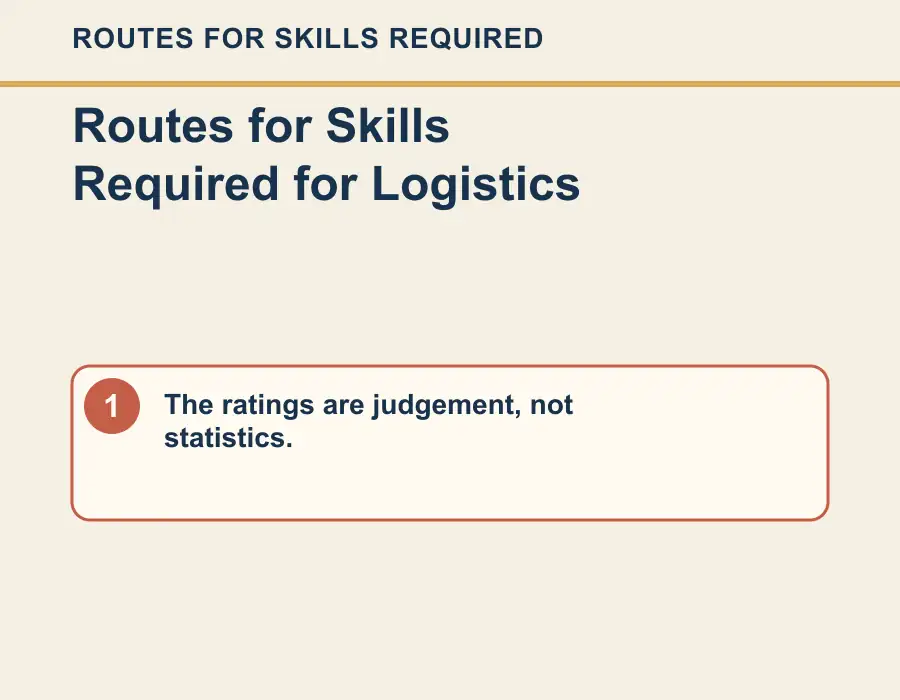 ROUTES FOR SKILLS REQUIRED
Routes for Skills
Required for Logistics
1
The ratings are judgement, not
statistics.